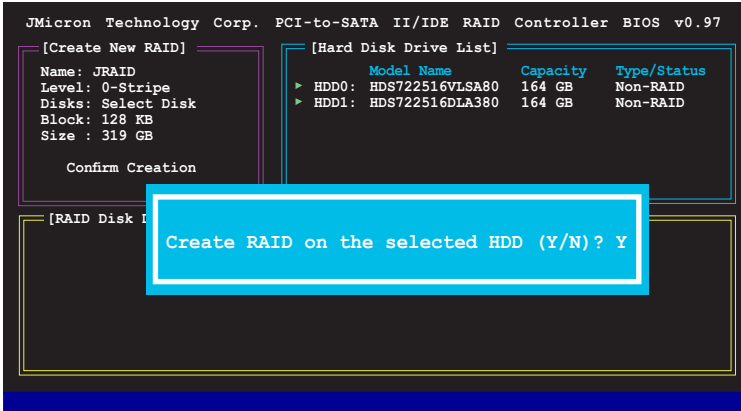 JMicron Technology Corp. PCI-to-SATA II/IDE RAID Controller BIOS v0.97
[Create New RAID]
Name: JRAID
Level: 0-Stripe
Disks: Select Disk
Block: 128 KB
Size : 319 GB
Confirm Creation
[Hard Disk Drive List]
Model Name Capacity Type/Status
HDD0: HDS722516VLSA80 164 GB Non-RAID
HDD1: HDS722516DLA380 164 GB Non-RAID
[RAID Disk
Create RAID on the selected HDD (Y/N)? Y